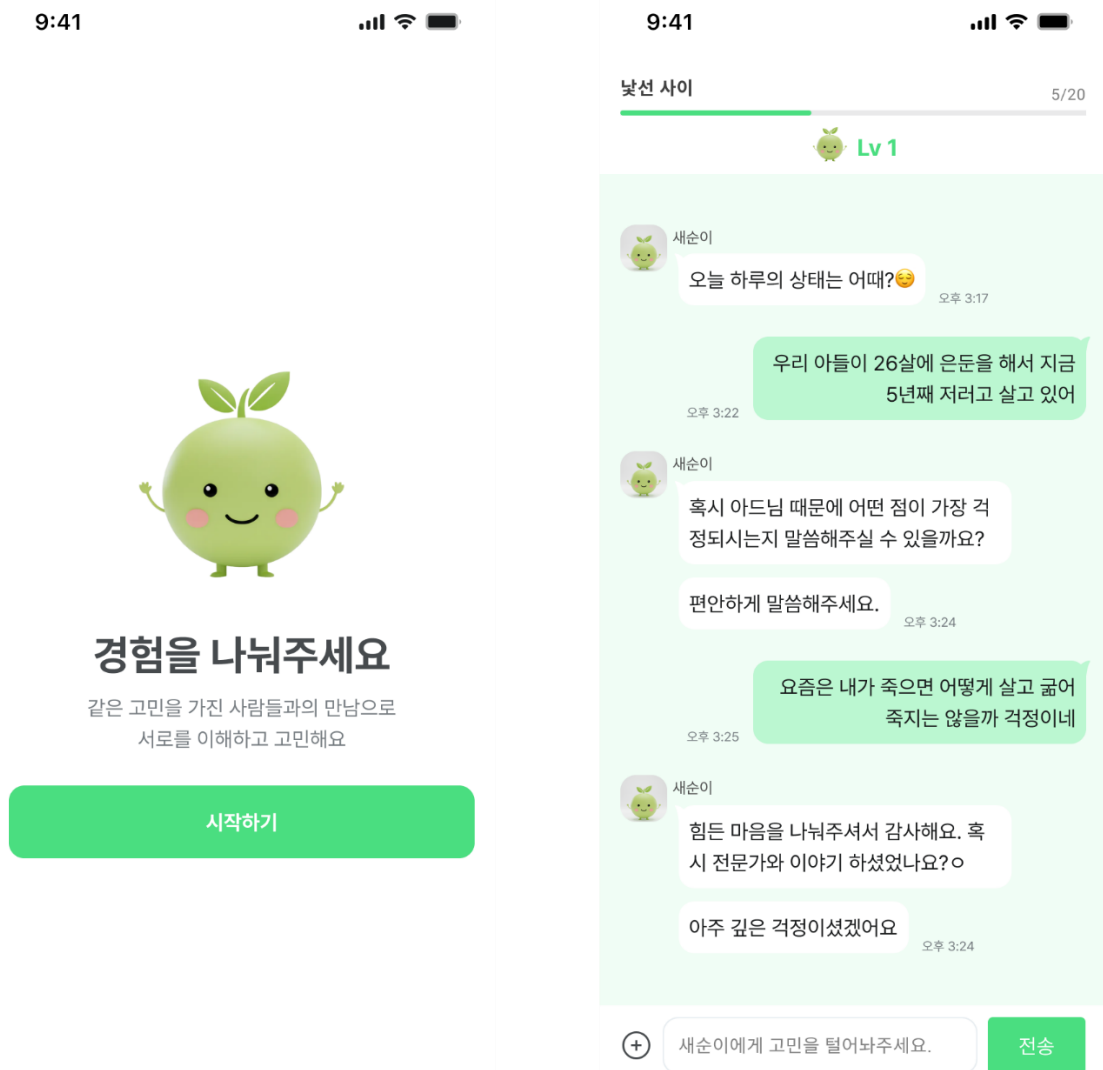 9:41
경험을 나눠주세요
같은 고민을 가진 사람들과의 만남으로
서로를 이해하고 고민해요
시작하기
9:41
낯선 사이
5/20
Lv 1
새순이
오늘 하루의 상태는 어때?😌
오후 3:17
우리 아들이 26살에 은둔을 해서 지금
5년째 저러고 살고 있어
오후 3:22
새순이
혹시 아드님 때문에 어떤 점이 가장 걱
정되시는지 말씀해주실 수 있을까요?
편안하게 말씀해주세요.
오후 3:24
요즘은 내가 죽으면 어떻게 살고 굶어
죽지는 않을까 걱정이네
오후 3:25
새순이
힘든 마음을 나눠주셔서 감사해요. 혹
시 전문가와 이야기 하셨었나요?ㅇ
아주 깊은 걱정이셨겠어요
오후 3:24
새순이에게 고민을 털어놔주세요.
전송